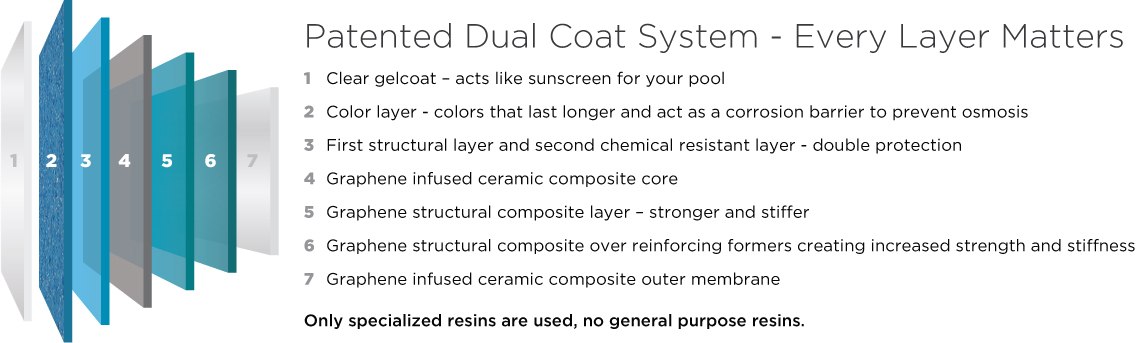 Patented Dual Coat System - Every Layer Matters
1 Clear gelcoat – acts like sunscreen for your pool
2 Color layer - colors that last longer and act as a corrosion barrier to prevent osmosis
3 First structural layer and second chemical resistant layer - double protection
4 Graphene infused ceramic composite core
5 Graphene structural composite layer – stronger and stiffer
6 Graphene structural composite over reinforcing formers creating increased strength and stiffness
7 Graphene infused ceramic composite outer membrane
Only specialized resins are used, no general purpose resins.
1 2 3 4 5 6 7